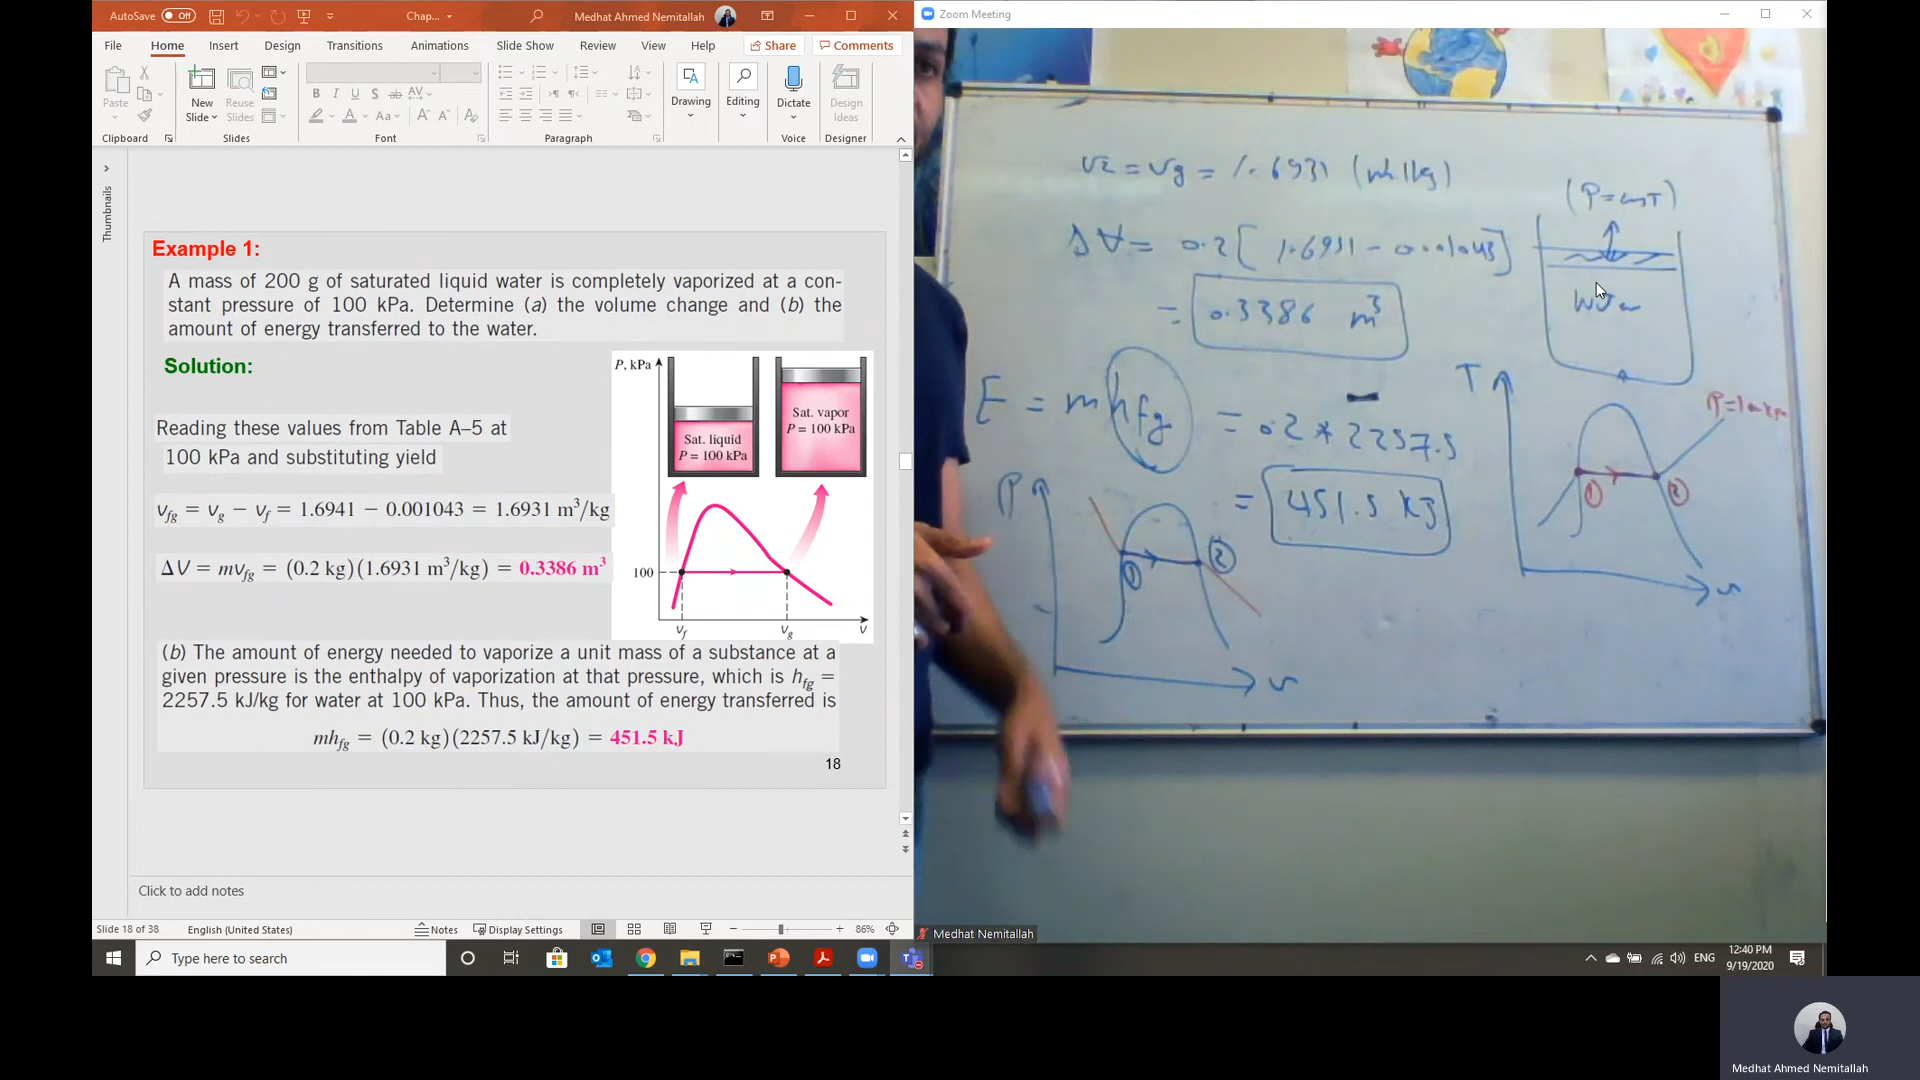 AutoSave Off Chap... Medhat Ahmed Nemitallah
File Home Insert Design Transitions Animations Slide Show Review View Help Share Comments
Paste New Slide Reuse Slides Drawing Editing Dictate Design Ideas
Clipboard Slides Font Paragraph Voice Designer
Thumbnails
Example 1:
A mass of 200 g of saturated liquid water is completely vaporized at a con-
stant pressure of 100 kPa. Determine (a) the volume change and (b) the
amount of energy transferred to the water.
Solution:
Reading these values from Table A–5 at
100 kPa and substituting yield
v_fg = v_g − v_f = 1.6941 − 0.001043 = 1.6931 m³/kg
ΔV = mv_fg = (0.2 kg)(1.6931 m³/kg) = 0.3386 m³
P, kPa
Sat. liquid
P = 100 kPa
Sat. vapor
P = 100 kPa
100
v_f v_g v
(b) The amount of energy needed to vaporize a unit mass of a substance at a
given pressure is the enthalpy of vaporization at that pressure, which is h_fg =
2257.5 kJ/kg for water at 100 kPa. Thus, the amount of energy transferred is
mh_fg = (0.2 kg)(2257.5 kJ/kg) = 451.5 kJ
18
Click to add notes
Slide 18 of 38 English (United States) Notes Display Settings 86%
Type here to search
Zoom Meeting
v2 = vg = 1.6931 (m³/kg)
ΔV = 0.2 [ 1.6931 − 0.001043]
= 0.3386 m³
E = m hfg = 0.2 * 2257.5
= 451.5 kJ
P
① ②
v
T
① ②
v
Medhat Nemitallah
ENG
12:40 PM
9/19/2020
Medhat Ahmed Nemitallah